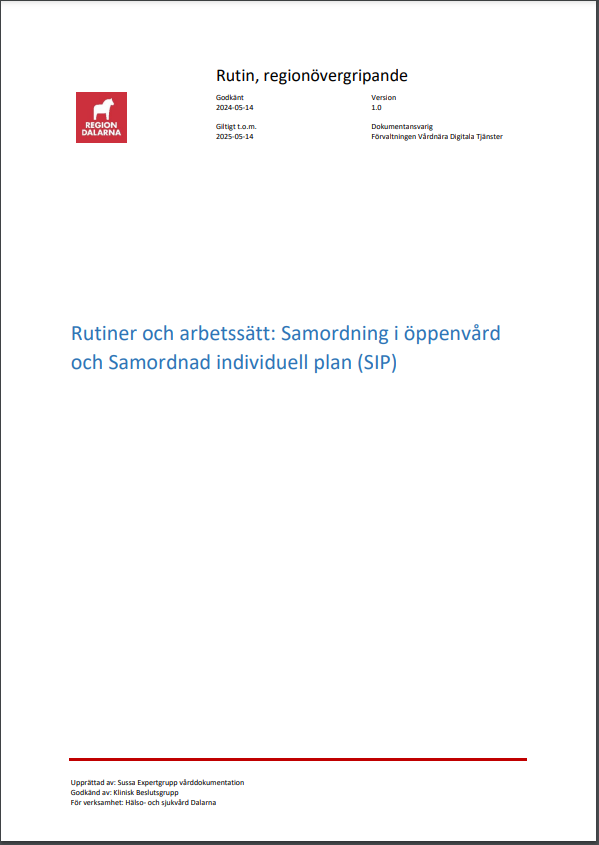 Rutin, regionövergripande
Godkänt
2024-05-14
Version
1.0
Giltigt t.o.m.
2025-05-14
Dokumentansvarig
Förvaltningen Vårdnära Digitala Tjänster
REGION
DALARNA
Rutiner och arbetssätt: Samordning i öppenvård
och Samordnad individuell plan (SIP)
Upprättad av: Sussa Expertgrupp vårddokumentation
Godkänd av: Klinisk Beslutsgrupp
För verksamhet: Hälso- och sjukvård Dalarna